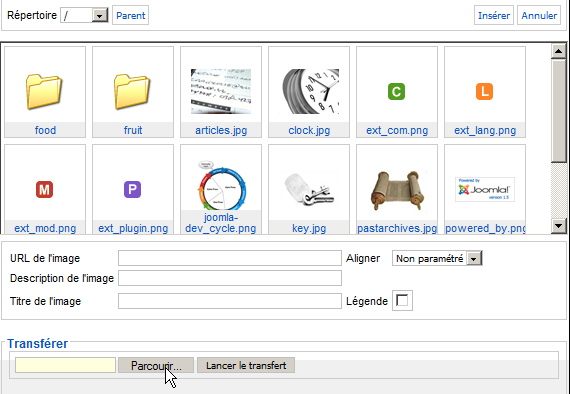 Répertoire / Parent Insérer Annuler
food fruit articles.jpg clock.jpg ext_com.png ext_lang.png
C L
M P
Powered by
Joomla!
version 1.5
ext_mod.png ext_plugin.png joomla-dev_cycle.png key.jpg pastarchives.jpg powered_by.png
URL de l'image Aligner Non paramétré
Description de l'image
Titre de l'image Légende
Transférer
Parcourir... Lancer le transfert